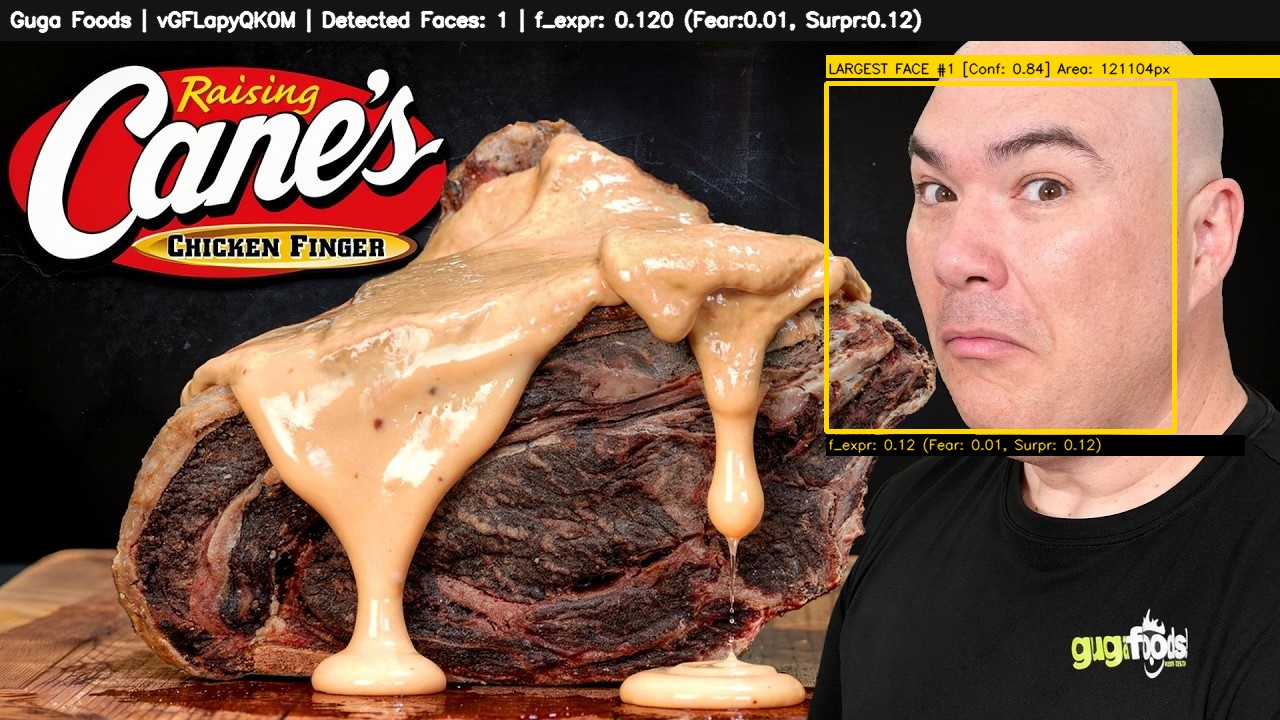 Guga Foods | vGFLapyQK0M | Detected Faces: 1 | f_expr: 0.120 (Fear:0.01, Surpr:0.12)
LARGEST FACE #1 [Conf: 0.84] Area: 121104px
Raising
Cane's
CHICKEN FINGER
f_expr: 0.12 (Fear: 0.01, Surpr: 0.12)
gugafoods